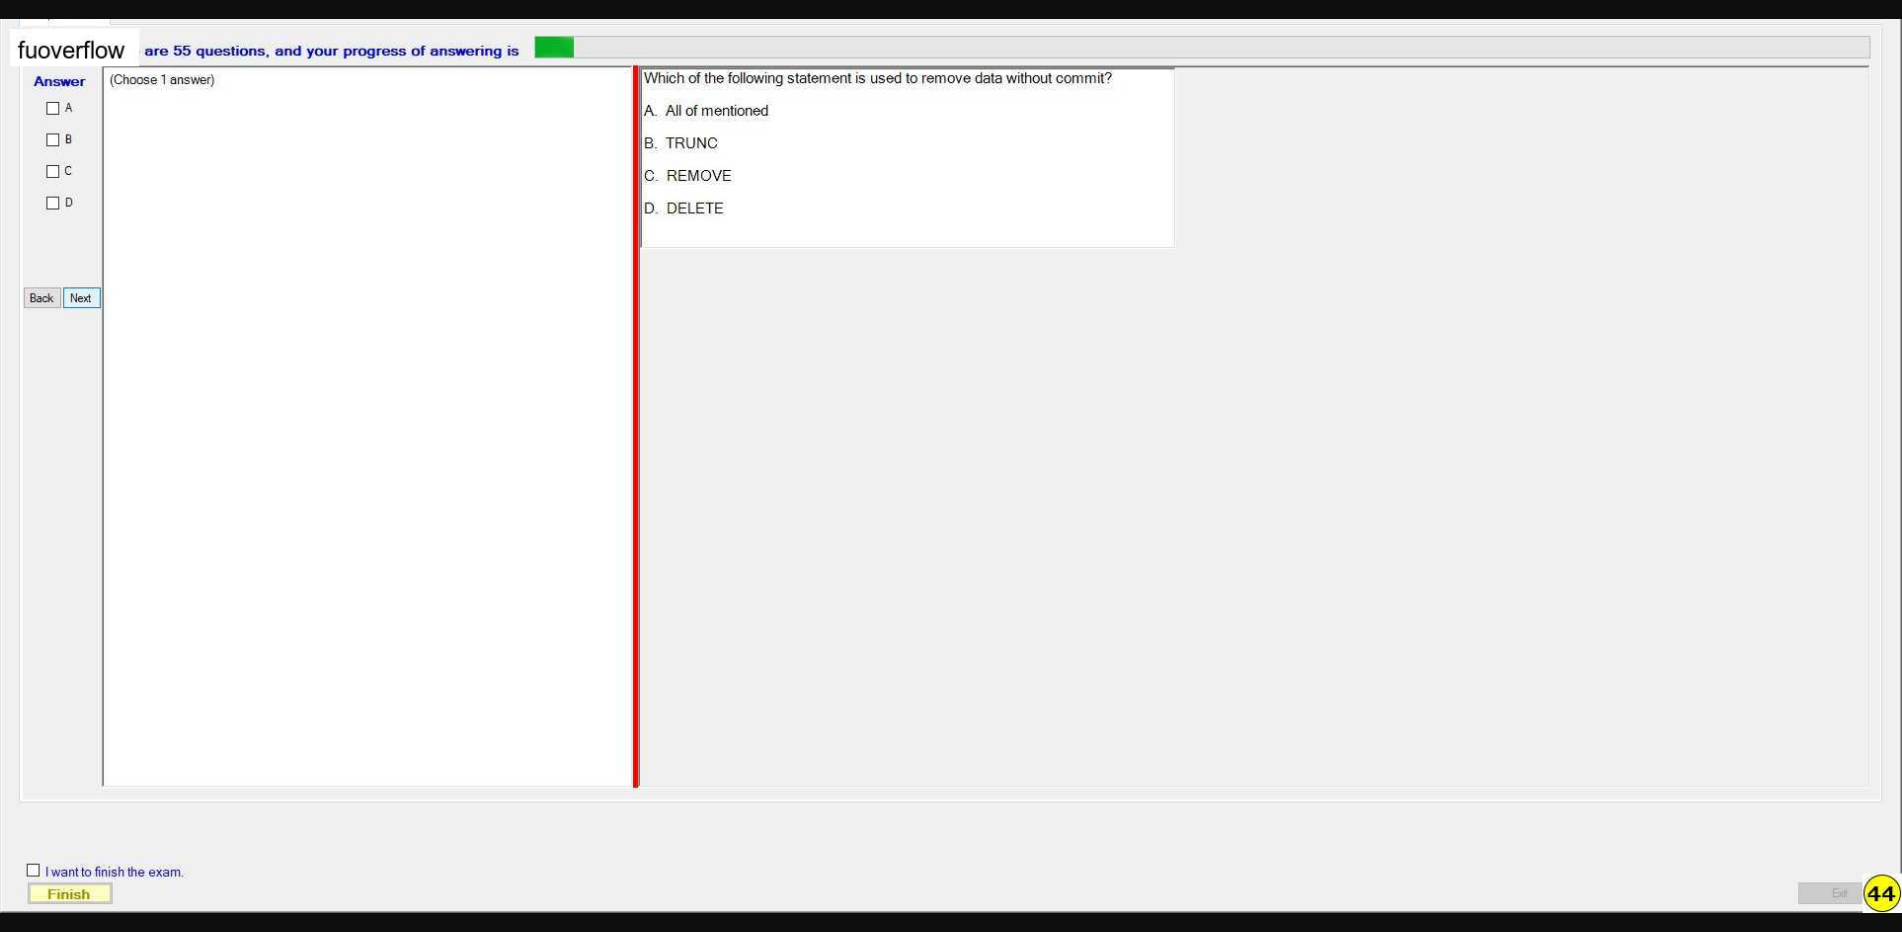 fuoverflow are 55 questions, and your progress of answering is
Answer
(Choose 1 answer)
A
B
C
D
Back Next
Which of the following statement is used to remove data without commit?
A. All of mentioned
B. TRUNC
C. REMOVE
D. DELETE
I want to finish the exam.
Finish
Exit
44